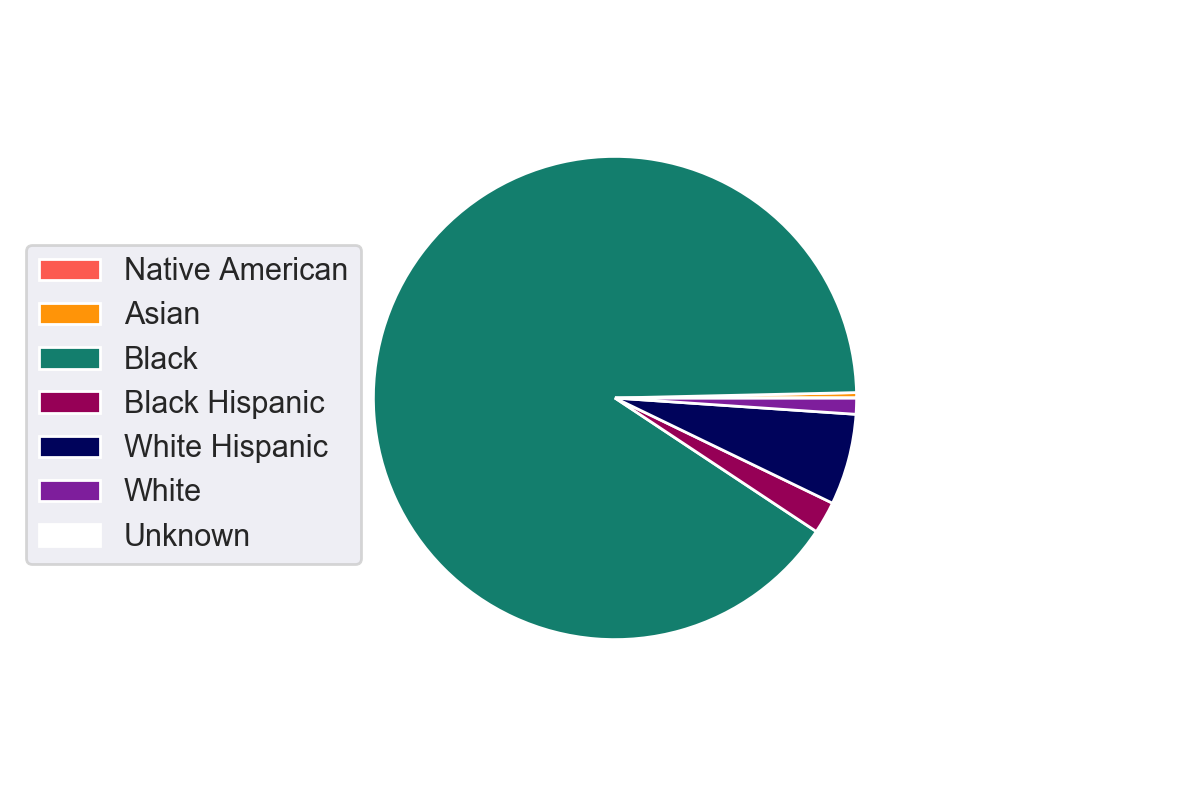 Native American
Asian
Black
Black Hispanic
White Hispanic
White
Unknown